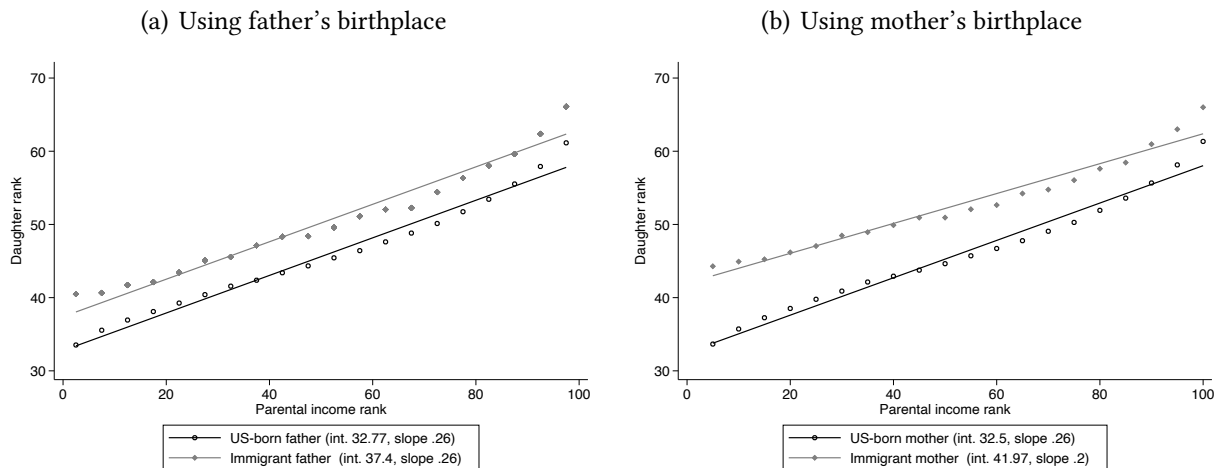 (a) Using father’s birthplace
70
60
50
40
30
Daughter rank
0 20 40 60 80 100
Parental income rank
US-born father (int. 32.77, slope .26)
Immigrant father (int. 37.4, slope .26)
(b) Using mother’s birthplace
70
60
50
40
30
Daughter rank
0 20 40 60 80 100
Parental income rank
US-born mother (int. 32.5, slope .26)
Immigrant mother (int. 41.97, slope .2)